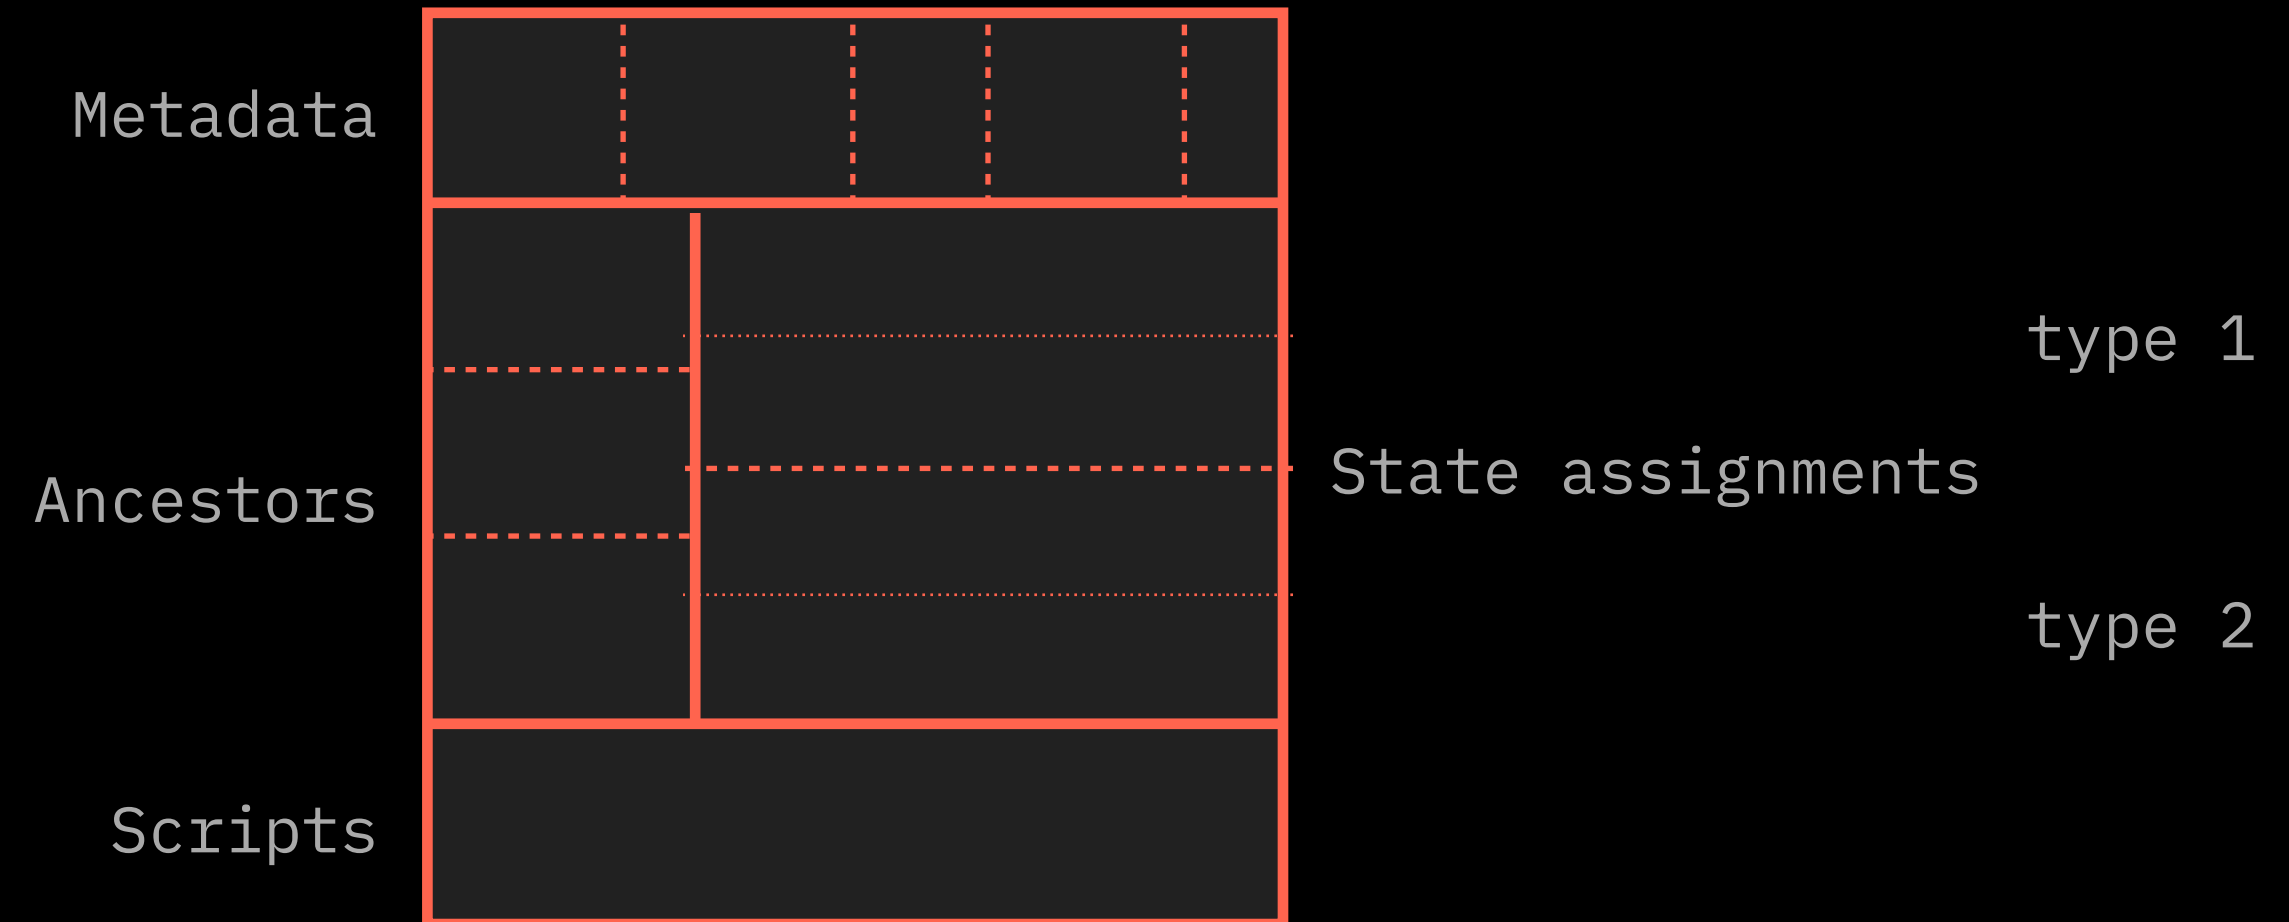 Metadata
type 1
State assignments
Ancestors
type 2
Scripts